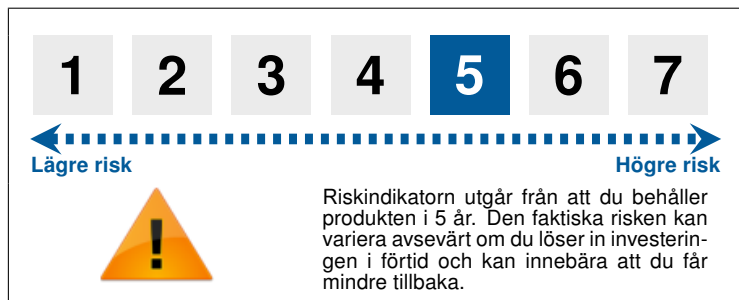 1 2 3 4 5 6 7
Lägre risk Högre risk
!
Riskindikatorn utgår från att du behåller
produkten i 5 år. Den faktiska risken kan
variera avsevärt om du löser in investerin-
gen i förtid och kan innebära att du får
mindre tillbaka.